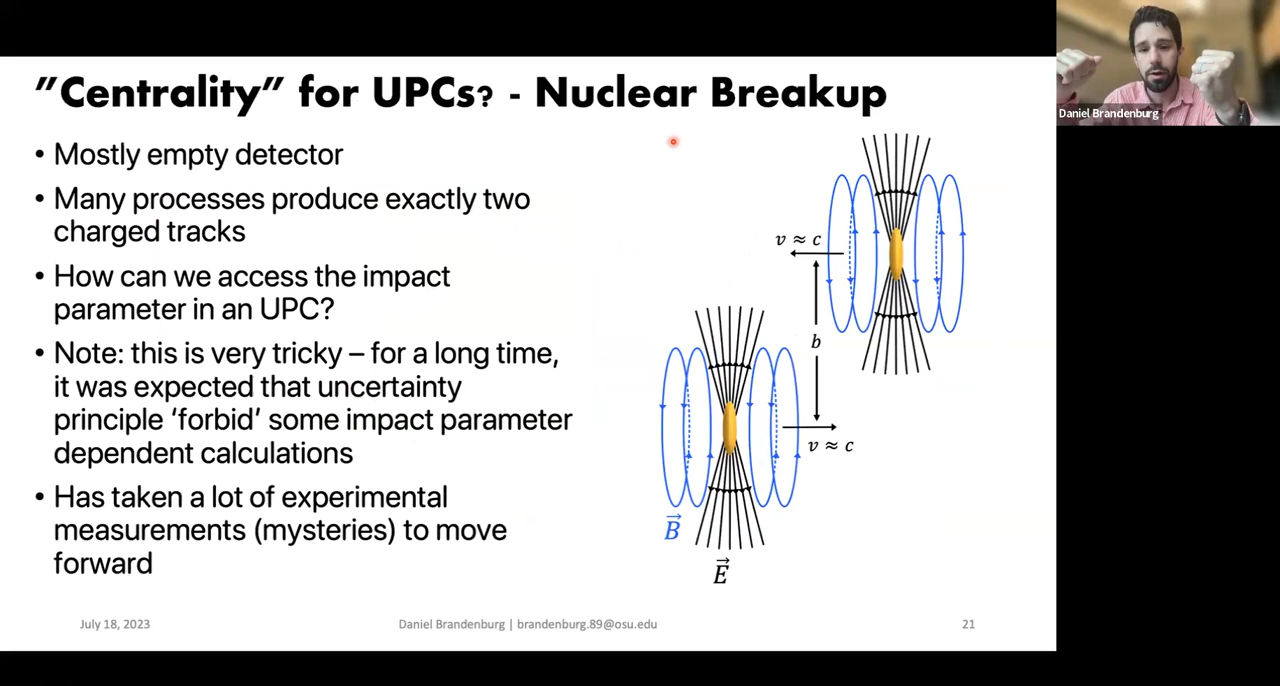 ”Centrality” for UPCs? - Nuclear Breakup
• Mostly empty detector
• Many processes produce exactly two
charged tracks
• How can we access the impact
parameter in an UPC?
• Note: this is very tricky – for a long time,
it was expected that uncertainty
principle ‘forbid’ some impact parameter
dependent calculations
• Has taken a lot of experimental
measurements (mysteries) to move
forward
v ≈ c
b
v ≈ c
B⃗
E⃗
July 18, 2023
Daniel Brandenburg | brandenburg.89@osu.edu
21
Daniel Brandenburg